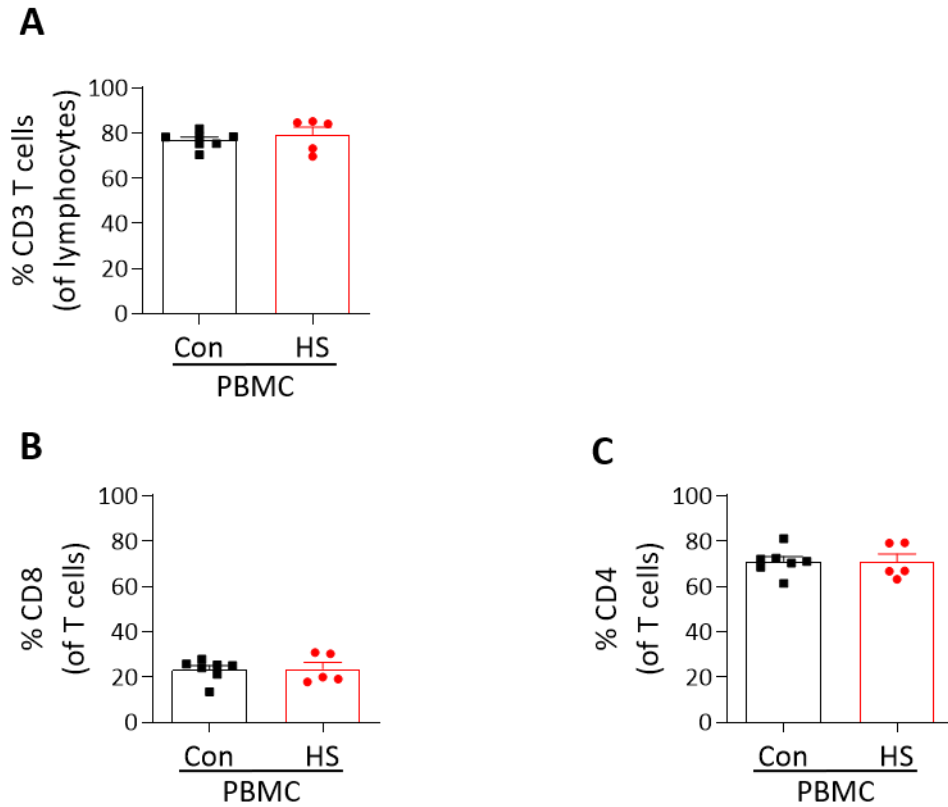 A
% CD3 T cells
(of lymphocytes)
100
80
60
40
20
0
Con HS
PBMC
B
% CD8
(of T cells)
100
80
60
40
20
0
Con HS
PBMC
C
% CD4
(of T cells)
100
80
60
40
20
0
Con HS
PBMC